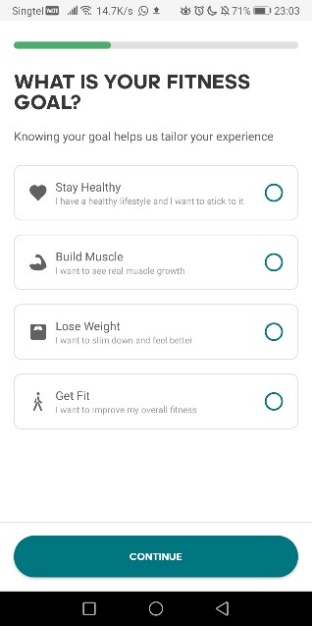 Singtel VoD 14.7K/s 71% 23:03
WHAT IS YOUR FITNESS
GOAL?
Knowing your goal helps us tailor your experience
Stay Healthy
I have a healthy lifestyle and I want to stick to it
Build Muscle
I want to see real muscle growth
Lose Weight
I want to slim down and feel better
Get Fit
I want to improve my overall fitness
CONTINUE